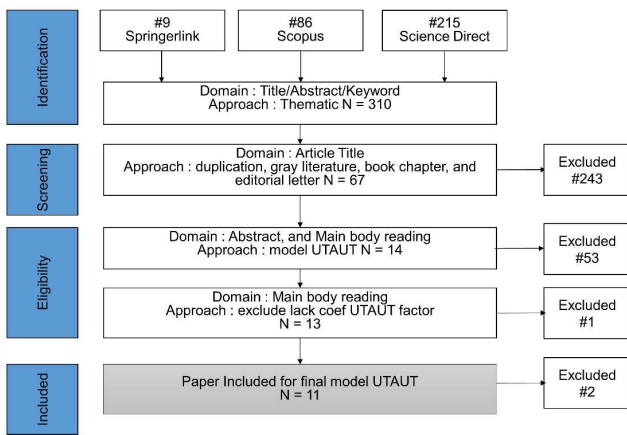 Identification
#9
Springerlink
#86
Scopus
#215
Science Direct
Domain : Title/Abstract/Keyword
Approach : Thematic N = 310
Screening
Domain : Article Title
Approach : duplication, gray literature, book chapter, and
editorial letter N = 67
Excluded
#243
Eligibility
Domain : Abstract, and Main body reading
Approach : model UTAUT N = 14
Excluded
#53
Domain : Main body reading
Approach : exclude lack coef UTAUT factor
N = 13
Excluded
#1
Included
Paper Included for final model UTAUT
N = 11
Excluded
#2